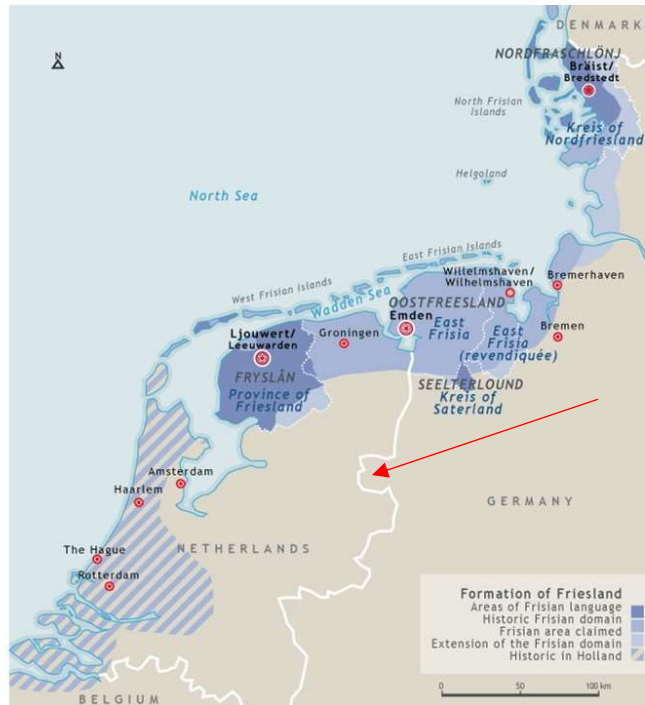 DENMARK
N
NORDFRASCHLÖNJ
Bräist/
Bredstedt
North Frisian
Islands
Kreis of
Nordfriesland
Helgoland
North Sea
East Frisian Islands
West Frisian Islands
Wadden Sea
Willelmshaven/
Wilhelmshaven
Bremerhaven
OOSTFREESLAND
Emden
East
Frisia
East
Frisia
(revendiquée)
Bremen
Ljouwert/
Leeuwarden
Groningen
FRYSLÂN
Province of
Friesland
SEELTERLOUND
Kreis of
Saterland
Amsterdam
Haarlem
GERMANY
The Hague
NETHERLANDS
Rotterdam
BELGIUM
Formation of Friesland
Areas of Frisian language
Historic Frisian domain
Frisian area claimed
Extension of the Frisian domain
Historic in Holland
0 50 100 km